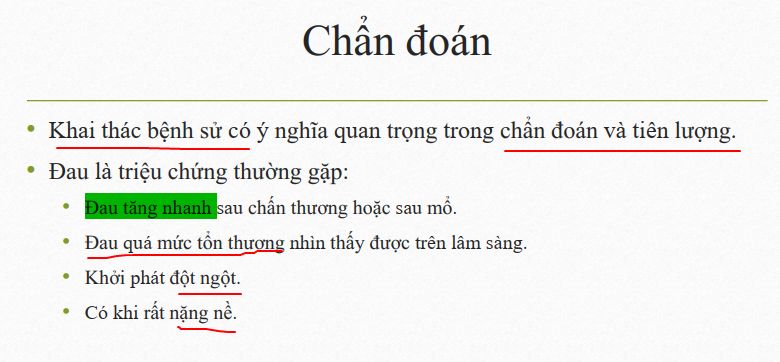 Chẩn đoán
Khai thác bệnh sử có ý nghĩa quan trọng trong chẩn đoán và tiên lượng.
Đau là triệu chứng thường gặp:
Đau tăng nhanh sau chấn thương hoặc sau mổ.
Đau quá mức tổn thương nhìn thấy được trên lâm sàng.
Khởi phát đột ngột.
Có khi rất nặng nề.